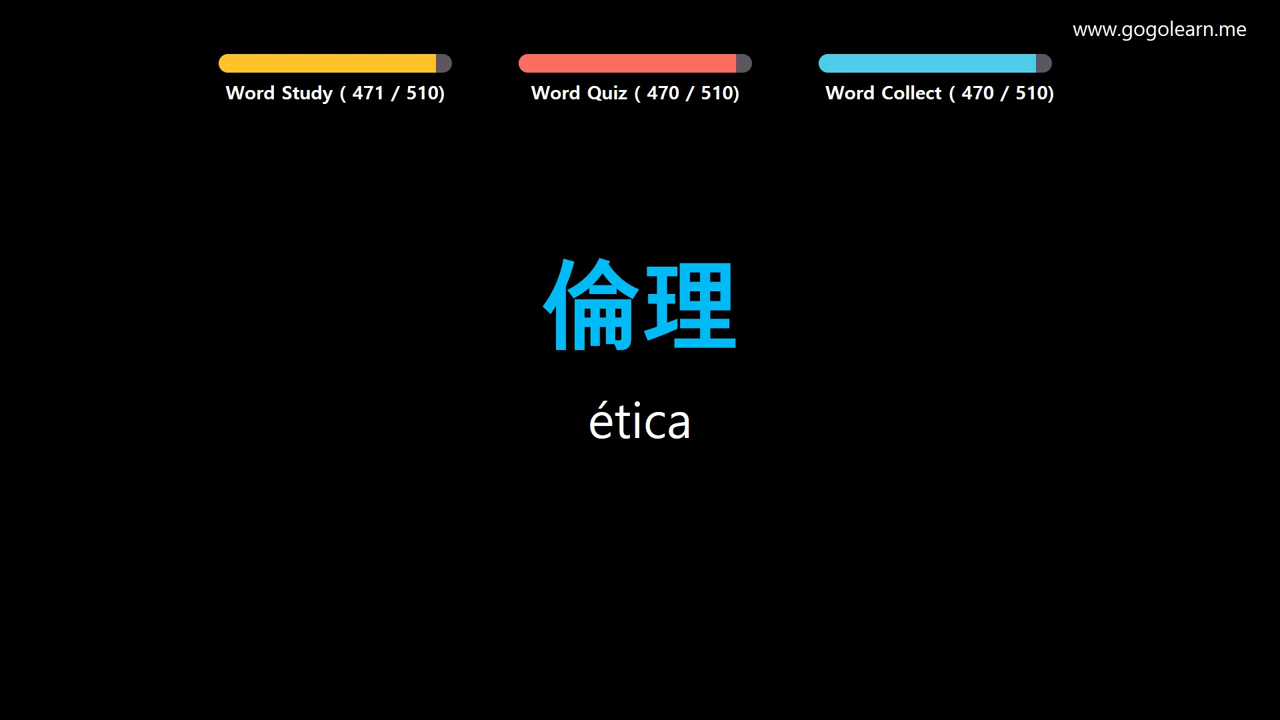 www.gogolearn.me
Word Study ( 471 / 510)
Word Quiz ( 470 / 510)
Word Collect ( 470 / 510)
倫理
ética